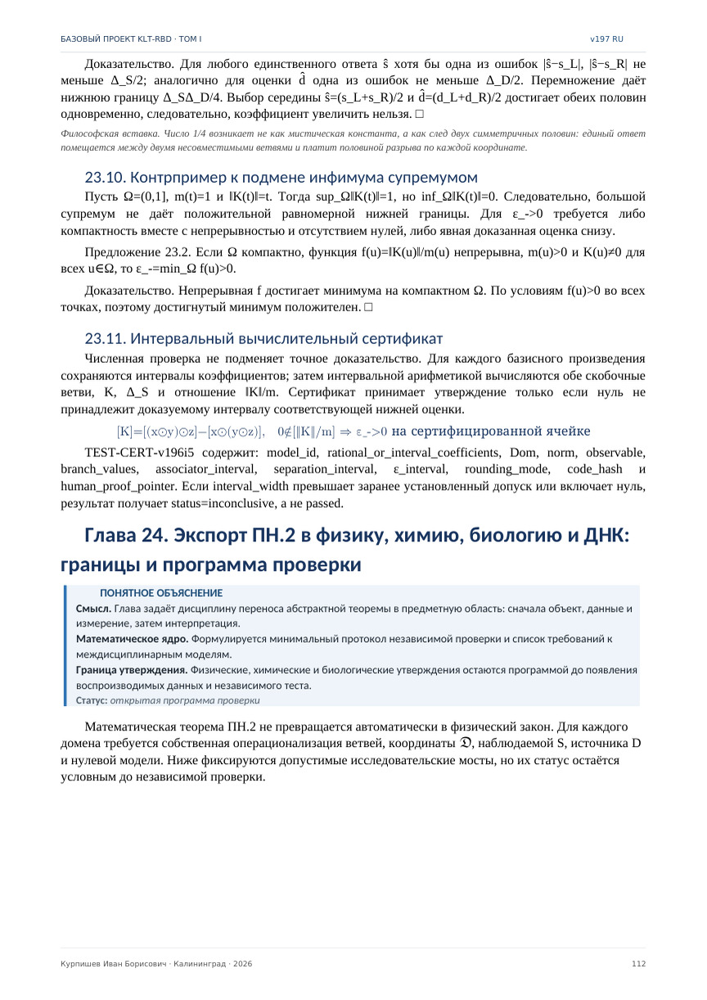 БАЗОВЫЙ ПРОЕКТ KLT-RBD · ТОМ I
v197 RU
Доказательство. Для любого единственного ответа ŝ хотя бы одна из ошибок |ŝ−s_L|, |ŝ−s_R| не
меньше Δ_S/2; аналогично для оценки d̂ одна из ошибок не меньше Δ_D/2. Перемножение даёт
нижнюю границу Δ_SΔ_D/4. Выбор середины ŝ=(s_L+s_R)/2 и d̂=(d_L+d_R)/2 достигает обеих половин
одновременно, следовательно, коэффициент увеличить нельзя. □
Философская вставка. Число 1/4 возникает не как мистическая константа, а как след двух симметричных половин: единый ответ
помещается между двумя несовместимыми ветвями и платит половиной разрыва по каждой координате.
23.10. Контрпример к подмене инфимума супремумом
Пусть Ω=(0,1], m(t)=1 и ‖K(t)‖=t. Тогда sup_Ω‖K(t)‖=1, но inf_Ω‖K(t)‖=0. Следовательно, большой
супремум не даёт положительной равномерной нижней границы. Для ε_->0 требуется либо
компактность вместе с непрерывностью и отсутствием нулей, либо явная доказанная оценка снизу.
Предложение 23.2. Если Ω компактно, функция f(u)=‖K(u)‖/m(u) непрерывна, m(u)>0 и K(u)≠0 для
всех u∈Ω, то ε_-=min_Ω f(u)>0.
Доказательство. Непрерывная f достигает минимума на компактном Ω. По условиям f(u)>0 во всех
точках, поэтому достигнутый минимум положителен. □
23.11. Интервальный вычислительный сертификат
Численная проверка не подменяет точное доказательство. Для каждого базисного произведения
сохраняются интервалы коэффициентов; затем интервальной арифметикой вычисляются обе скобочные
ветви, K, Δ_S и отношение ‖K‖/m. Сертификат принимает утверждение только если нуль не
принадлежит доказуемому интервалу соответствующей нижней оценки.
[K]=[(x⊙y)⊙z]−[x⊙(y⊙z)], 0∉[‖K‖/m] ⇒ ε_->0 на сертифицированной ячейке
TEST-CERT-v196i5 содержит: model_id, rational_or_interval_coefficients, Dom, norm, observable,
branch_values, associator_interval, separation_interval, ε_interval, rounding_mode, code_hash и
human_proof_pointer. Если interval_width превышает заранее установленный допуск или включает нуль,
результат получает status=inconclusive, а не passed.
Глава 24. Экспорт ПН.2 в физику, химию, биологию и ДНК:
границы и программа проверки
ПОНЯТНОЕ ОБЪЯСНЕНИЕ
Смысл. Глава задаёт дисциплину переноса абстрактной теоремы в предметную область: сначала объект, данные и
измерение, затем интерпретация.
Математическое ядро. Формулируется минимальный протокол независимой проверки и список требований к
междисциплинарным моделям.
Граница утверждения. Физические, химические и биологические утверждения остаются программой до появления
воспроизводимых данных и независимого теста.
Статус: открытая программа проверки
Математическая теорема ПН.2 не превращается автоматически в физический закон. Для каждого
домена требуется собственная операционализация ветвей, координаты 𝔇, наблюдаемой S, источника D
и нулевой модели. Ниже фиксируются допустимые исследовательские мосты, но их статус остаётся
условным до независимой проверки.
Курпишев Иван Борисович · Калининград · 2026
112